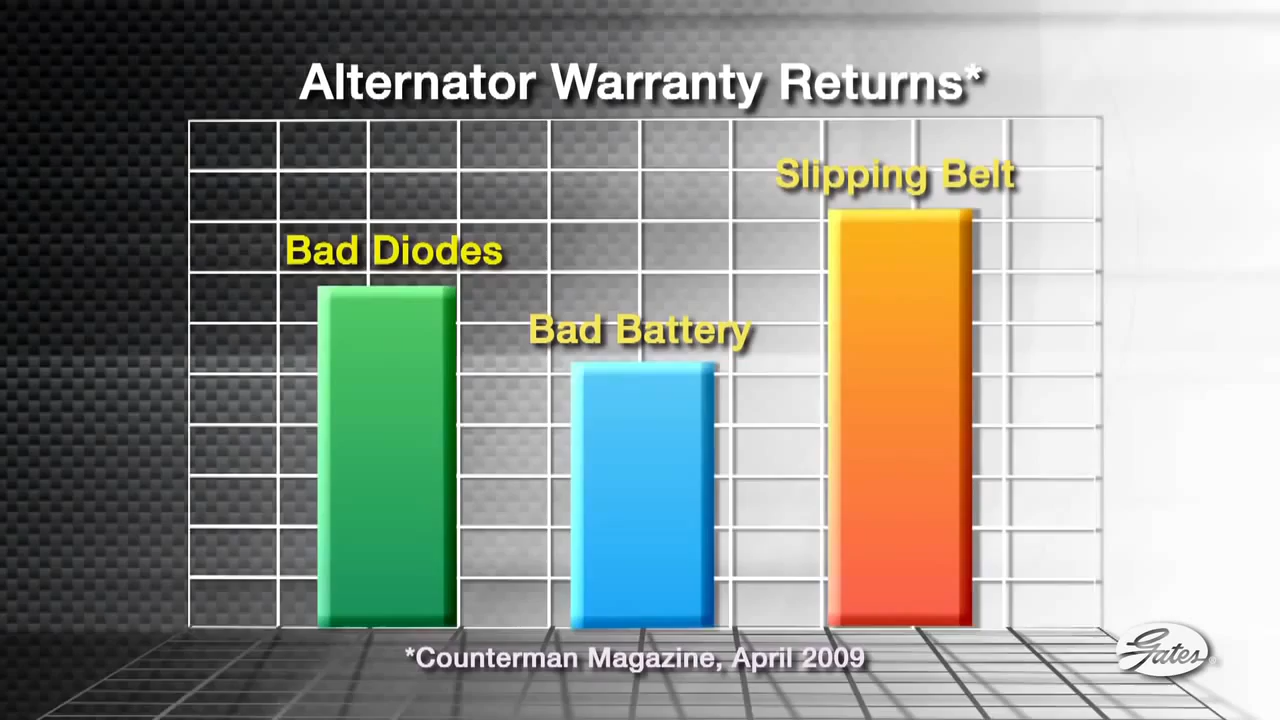 Alternator Warranty Returns*
Slipping Belt
Bad Diodes
Bad Battery
*Counterman Magazine, April 2009
Gates®